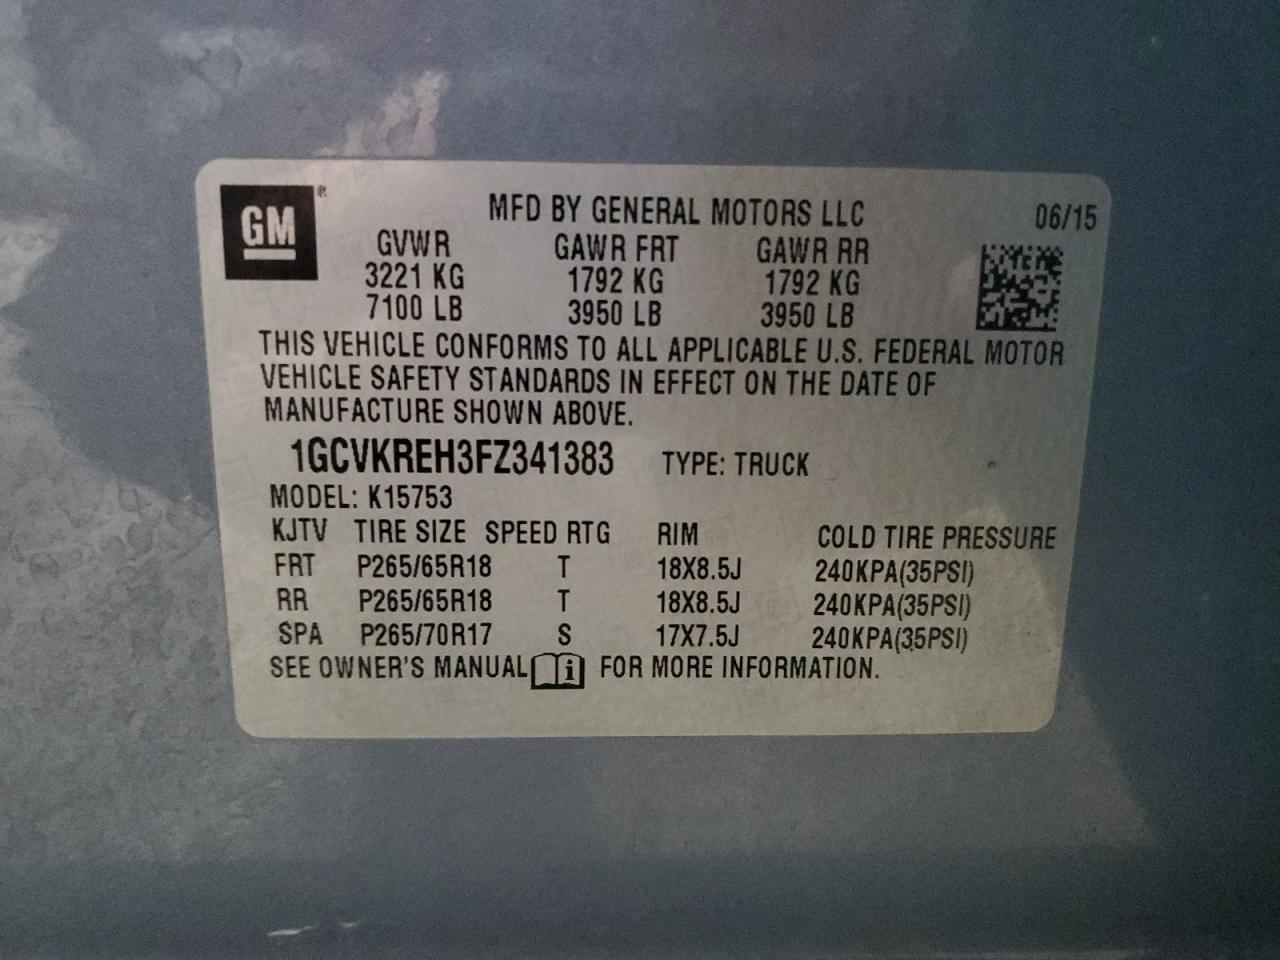 GM®
MFD BY GENERAL MOTORS LLC 06/15
GVWR GAWR FRT GAWR RR
3221 KG 1792 KG 1792 KG
7100 LB 3950 LB 3950 LB
THIS VEHICLE CONFORMS TO ALL APPLICABLE U.S. FEDERAL MOTOR
VEHICLE SAFETY STANDARDS IN EFFECT ON THE DATE OF
MANUFACTURE SHOWN ABOVE.
1GCVKREH3FZ341383 TYPE: TRUCK
MODEL: K15753
KJTV TIRE SIZE SPEED RTG RIM COLD TIRE PRESSURE
FRT P265/65R18 T 18X8.5J 240KPA(35PSI)
RR P265/65R18 T 18X8.5J 240KPA(35PSI)
SPA P265/70R17 S 17X7.5J 240KPA(35PSI)
SEE OWNER'S MANUAL i FOR MORE INFORMATION.